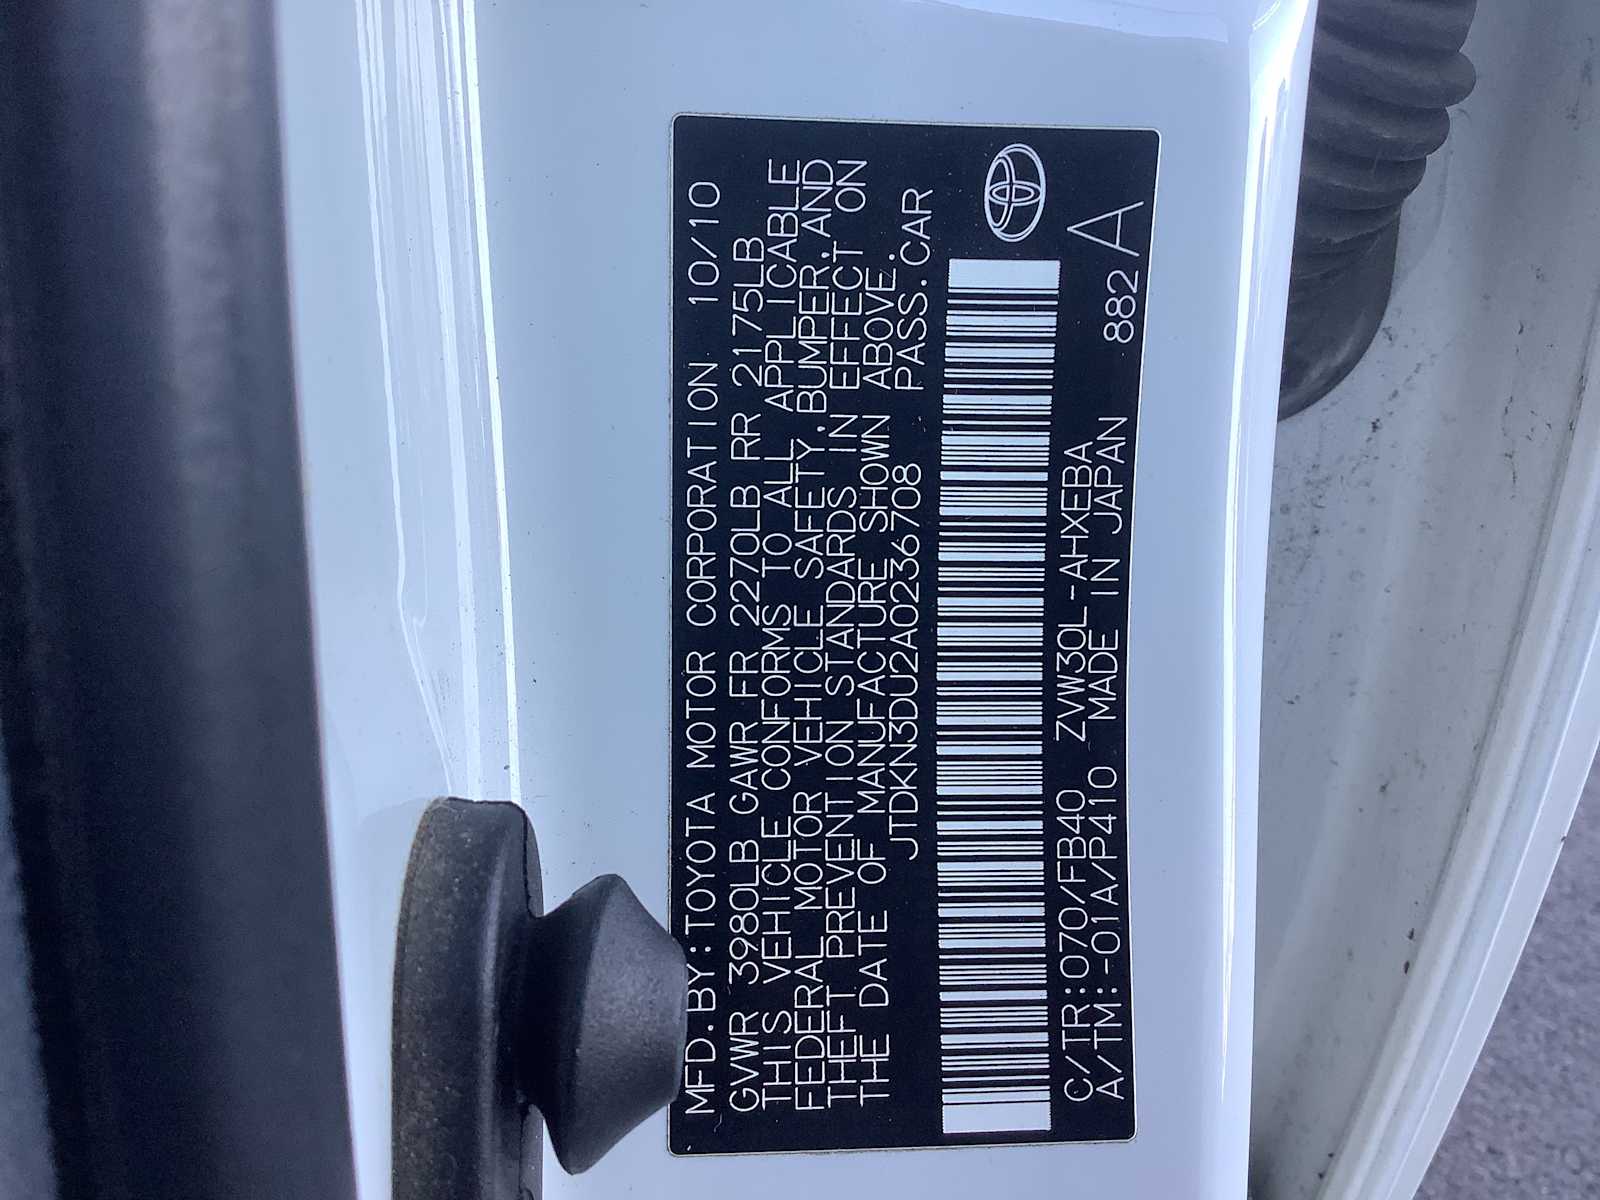 MFD.BY:TOYOTA MOTOR CORPORATION 10/10
GVWR 3980LB GAWR FR 2270LB RR 2175LB
THIS VEHICLE CONFORMS TO ALL APPLICABLE
FEDERAL MOTOR VEHICLE SAFETY, BUMPER, AND
THEFT PREVENTION STANDARDS IN EFFECT ON
THE DATE OF MANUFACTURE SHOWN ABOVE.
JTDKN3DU2A0236708 PASS.CAR
C/TR:070/FB40 ZVW30L-AHXEBA 882 A
A/TM:-01A/P410 MADE IN JAPAN